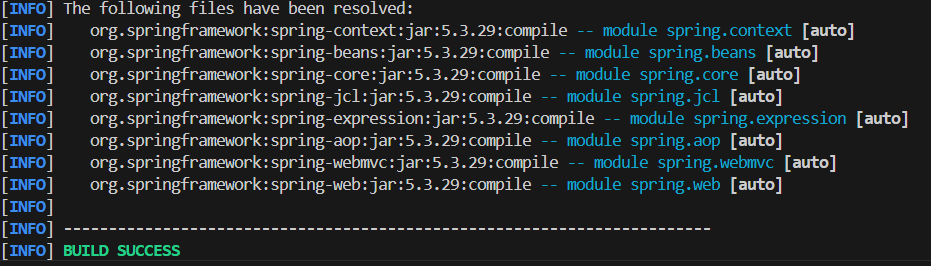 [INFO] The following files have been resolved:
[INFO]    org.springframework:spring-context:jar:5.3.29:compile -- module spring.context [auto]
[INFO]    org.springframework:spring-beans:jar:5.3.29:compile -- module spring.beans [auto]
[INFO]    org.springframework:spring-core:jar:5.3.29:compile -- module spring.core [auto]
[INFO]    org.springframework:spring-jcl:jar:5.3.29:compile -- module spring.jcl [auto]
[INFO]    org.springframework:spring-expression:jar:5.3.29:compile -- module spring.expression [auto]
[INFO]    org.springframework:spring-aop:jar:5.3.29:compile -- module spring.aop [auto]
[INFO]    org.springframework:spring-webmvc:jar:5.3.29:compile -- module spring.webmvc [auto]
[INFO]    org.springframework:spring-web:jar:5.3.29:compile -- module spring.web [auto]
[INFO]
[INFO] ------------------------------------------------------------------------
[INFO] BUILD SUCCESS